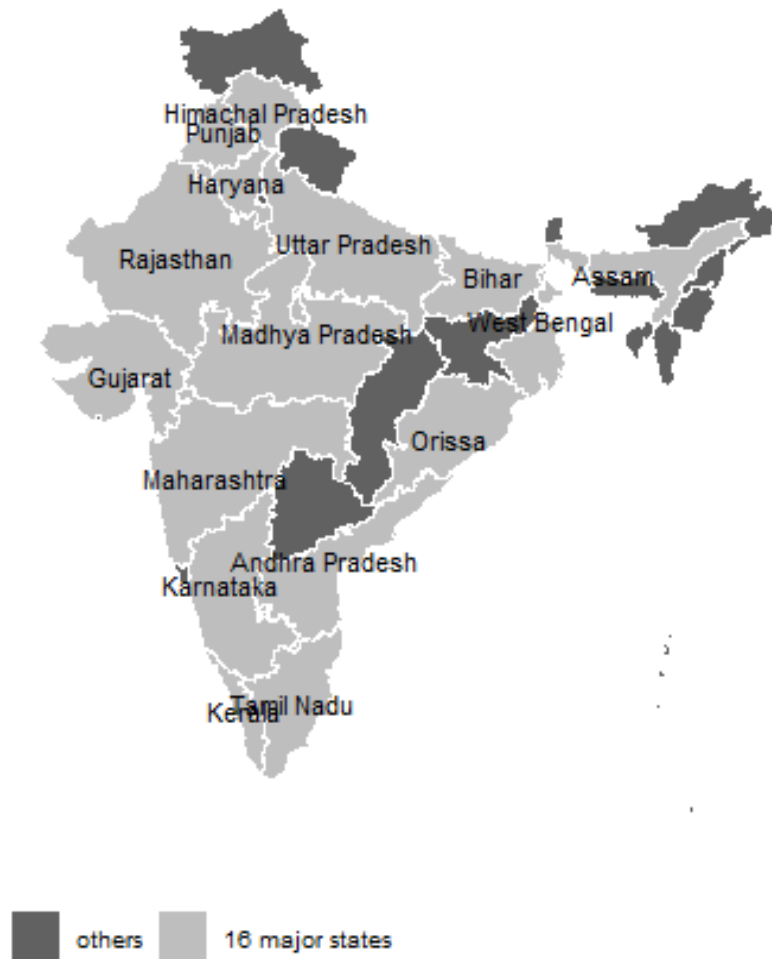 Himachal Pradesh
Punjab
Haryana
Uttar Pradesh
Rajasthan
Bihar
Assam
West Bengal
Madhya Pradesh
Gujarat
Orissa
Maharashtra
Andhra Pradesh
Karnataka
Tamil Nadu
Kerala
others
16 major states